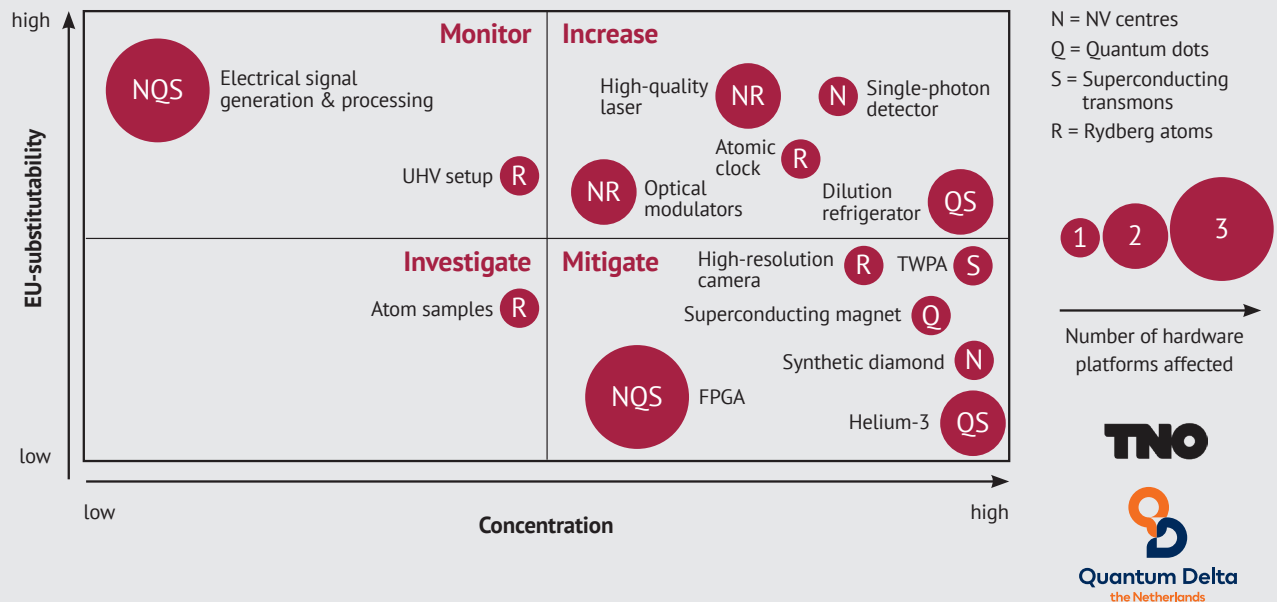 high
EU-substitutability
low
low
Concentration
high
Monitor
NQS
Electrical signal
generation & processing
UHV setup
R
Increase
High-quality
laser
NR
N
Single-photon
detector
Atomic
clock
R
NR
Optical
modulators
Dilution
refrigerator
QS
Investigate
Atom samples
R
Mitigate
High-resolution
camera
R
TWPA
S
Superconducting magnet
Q
Synthetic diamond
N
NQS
FPGA
Helium-3
QS
N = NV centres
Q = Quantum dots
S = Superconducting
transmons
R = Rydberg atoms
1
2
3
Number of hardware
platforms affected
TNO
Quantum Delta
the Netherlands